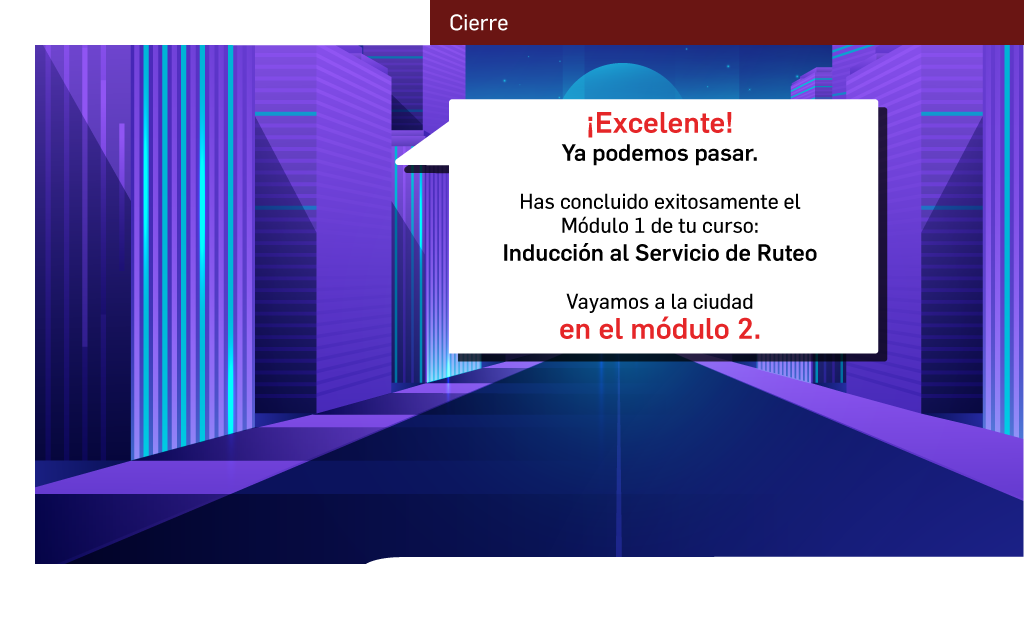 Cierre
¡Excelente!
Ya podemos pasar.
Has concluido exitosamente el
Módulo 1 de tu curso:
Inducción al Servicio de Ruteo
Vayamos a la ciudad
en el módulo 2.